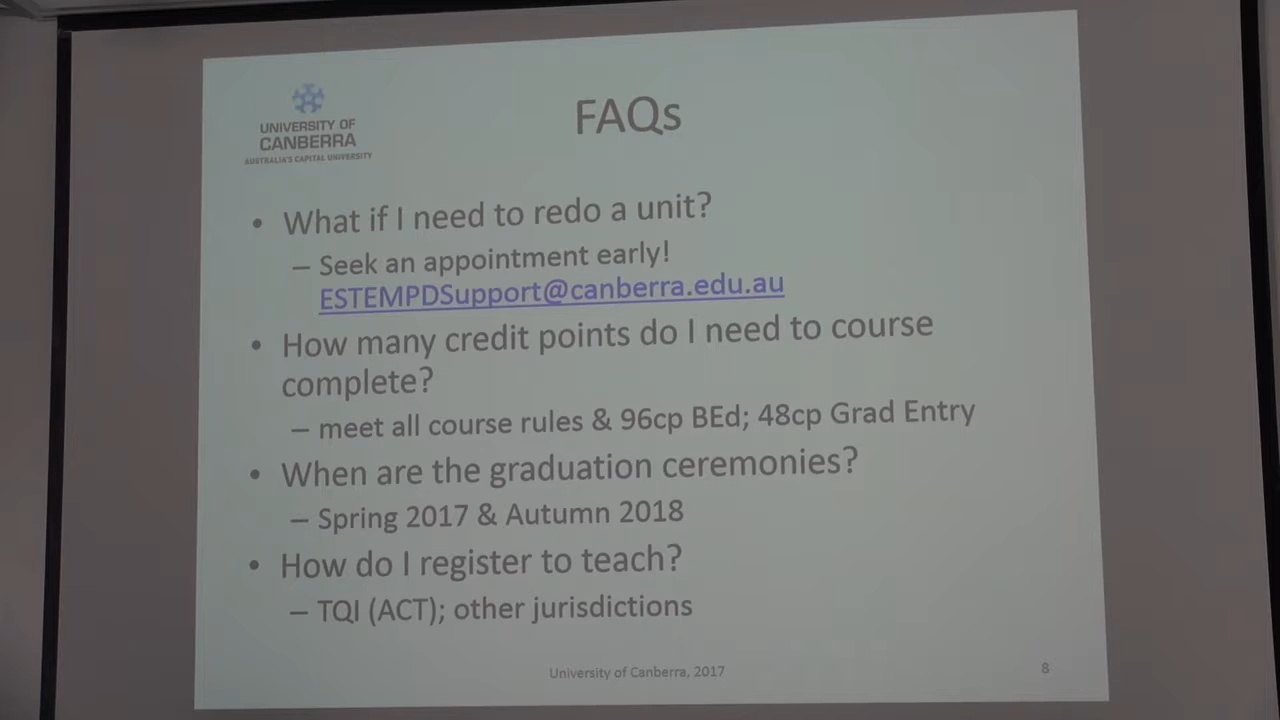 UNIVERSITY OF
CANBERRA
AUSTRALIA'S CAPITAL UNIVERSITY
FAQs
• What if I need to redo a unit?
– Seek an appointment early!
ESTEMPDSupport@canberra.edu.au
• How many credit points do I need to course
complete?
– meet all course rules & 96cp BEd; 48cp Grad Entry
• When are the graduation ceremonies?
– Spring 2017 & Autumn 2018
• How do I register to teach?
– TQI (ACT); other jurisdictions
University of Canberra, 2017
8